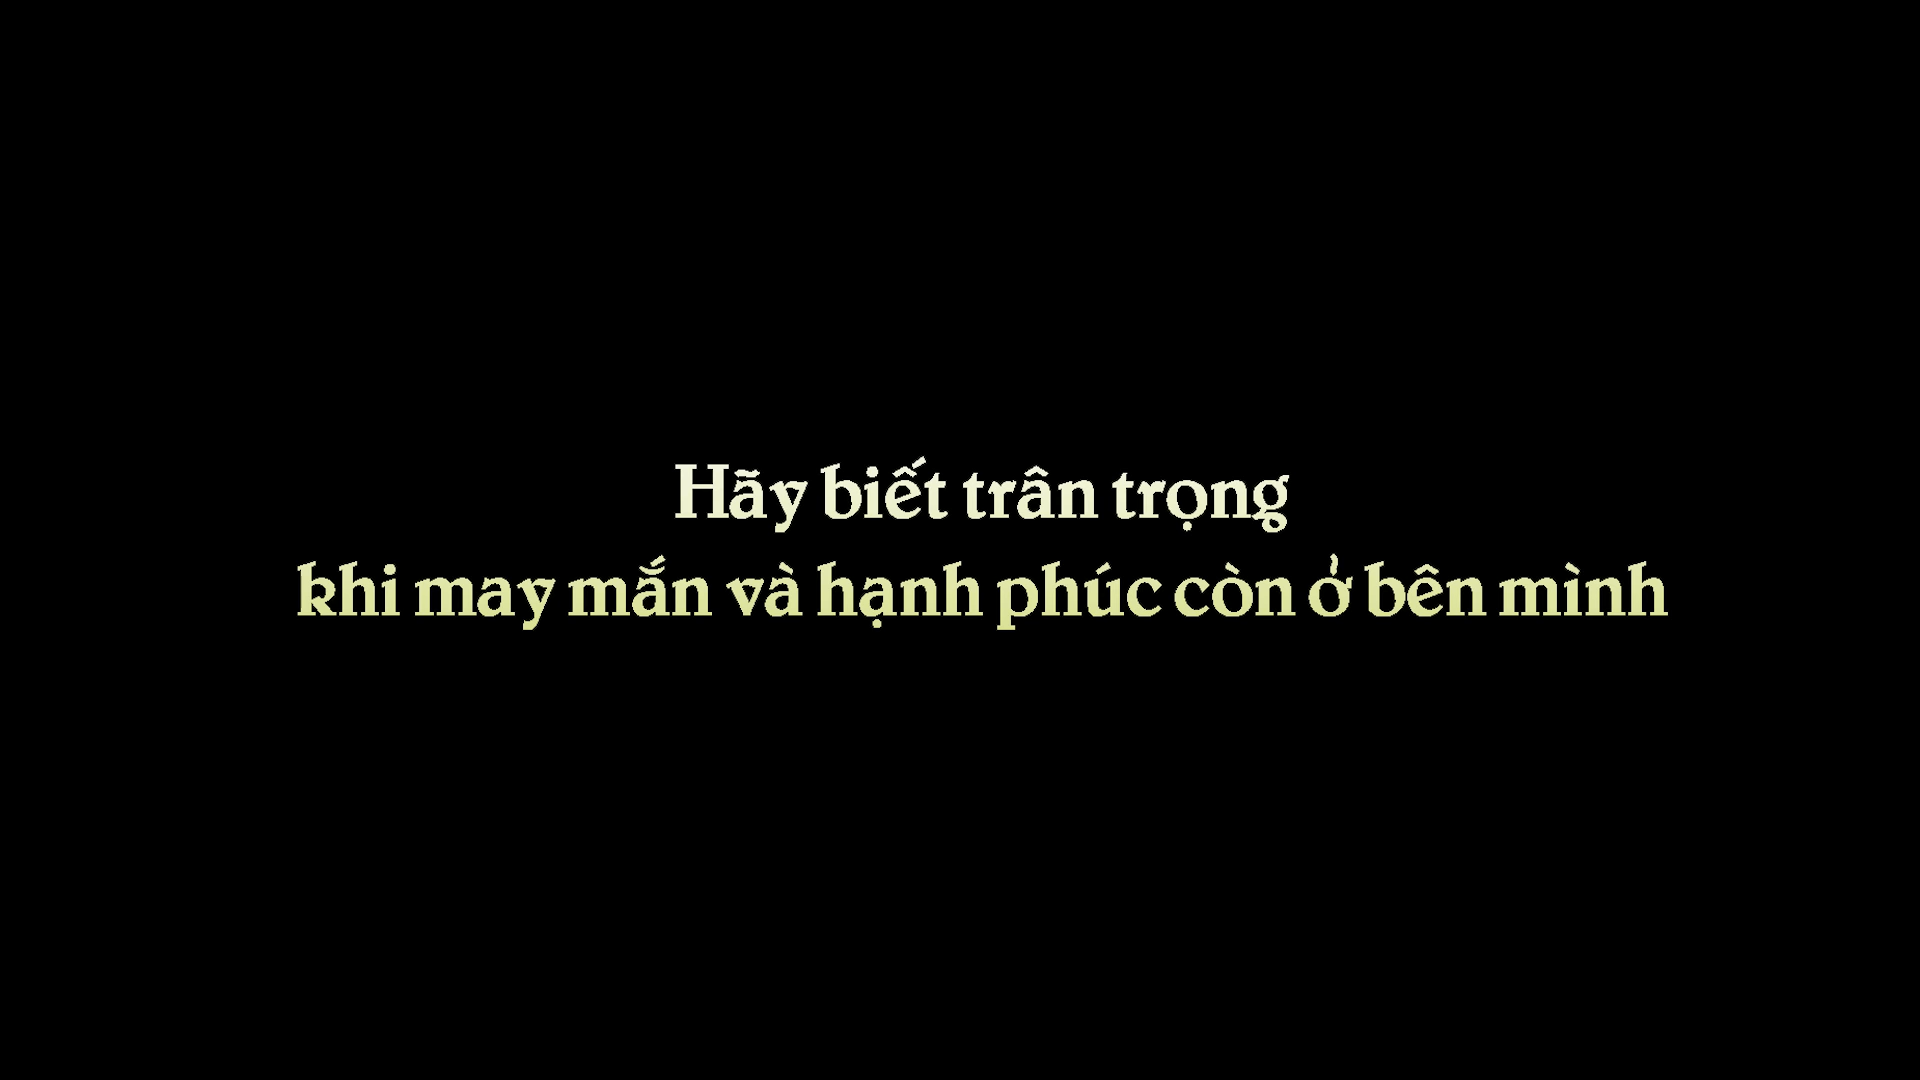 Hãy biết trân trọng
khi may mắn và hạnh phúc còn ở bên mình